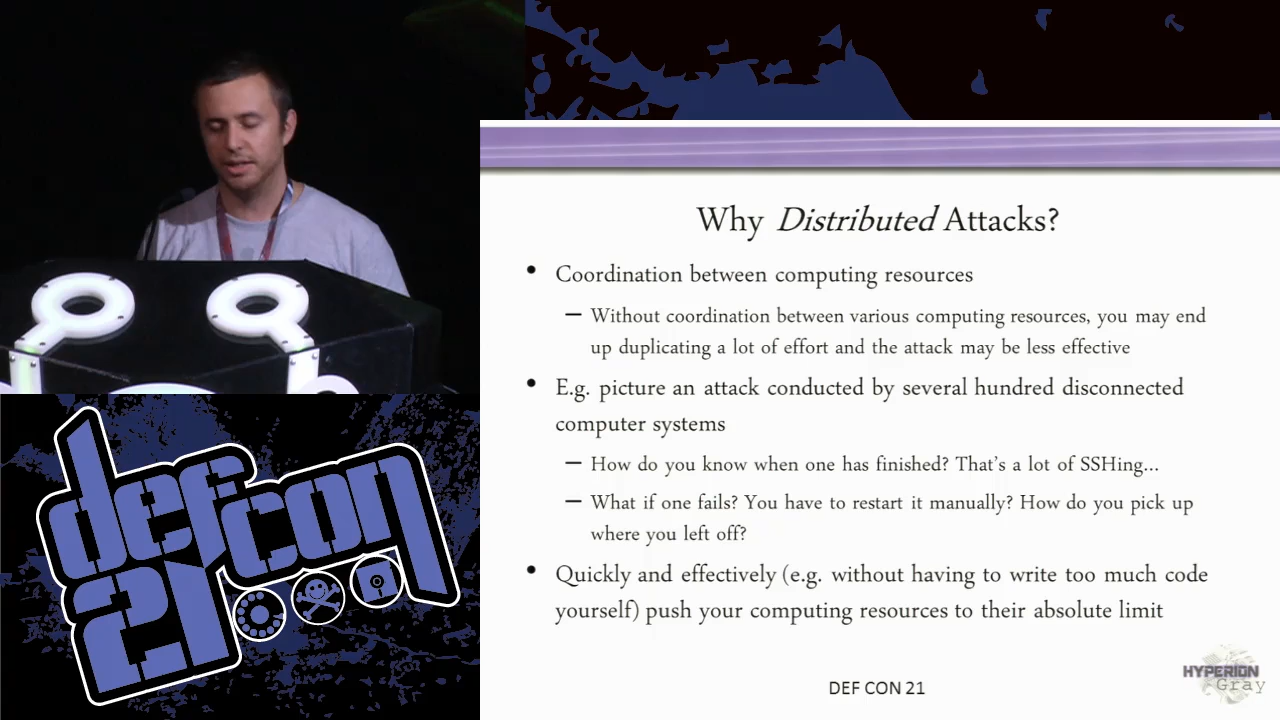 Why Distributed Attacks?
• Coordination between computing resources
– Without coordination between various computing resources, you may end
up duplicating a lot of effort and the attack may be less effective
• E.g. picture an attack conducted by several hundred disconnected
computer systems
– How do you know when one has finished? That's a lot of SSHing...
– What if one fails? You have to restart it manually? How do you pick up
where you left off?
• Quickly and effectively (e.g. without having to write too much code
yourself) push your computing resources to their absolute limit
DEF CON 21
HYPERION
Gray
defcon
21